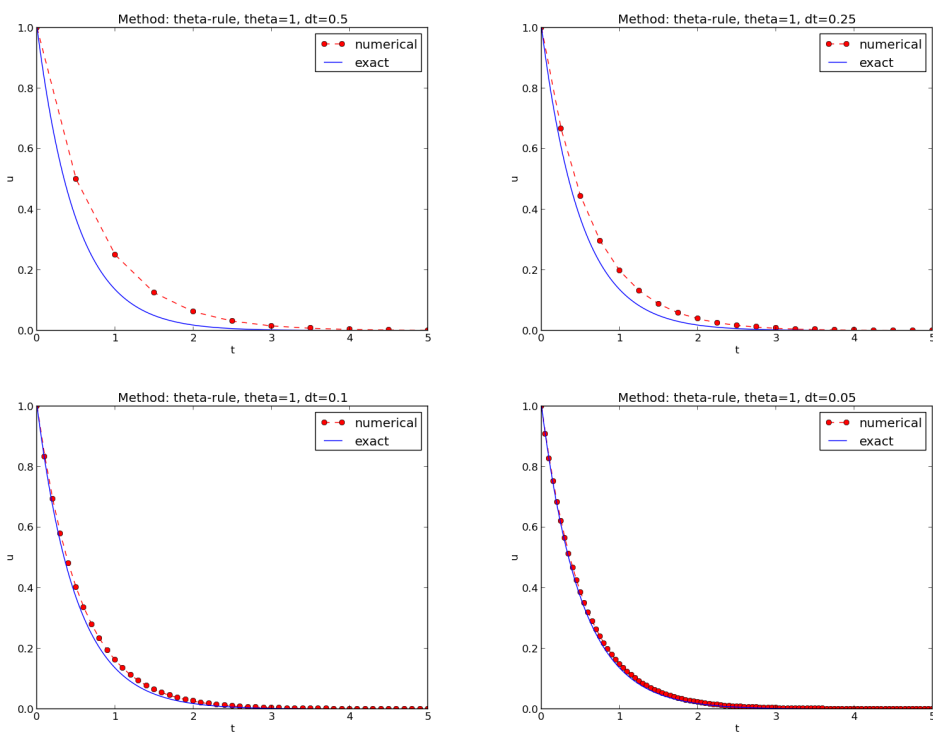 Method: theta-rule, theta=1, dt=0.5
1.0
0.8
0.6
0.4
0.2
0.0
u
numerical
exact
0 1 2 3 4 5
t
Method: theta-rule, theta=1, dt=0.25
1.0
0.8
0.6
0.4
0.2
0.0
u
numerical
exact
0 1 2 3 4 5
t
Method: theta-rule, theta=1, dt=0.1
1.0
0.8
0.6
0.4
0.2
0.0
u
numerical
exact
0 1 2 3 4 5
t
Method: theta-rule, theta=1, dt=0.05
1.0
0.8
0.6
0.4
0.2
0.0
u
numerical
exact
0 1 2 3 4 5
t